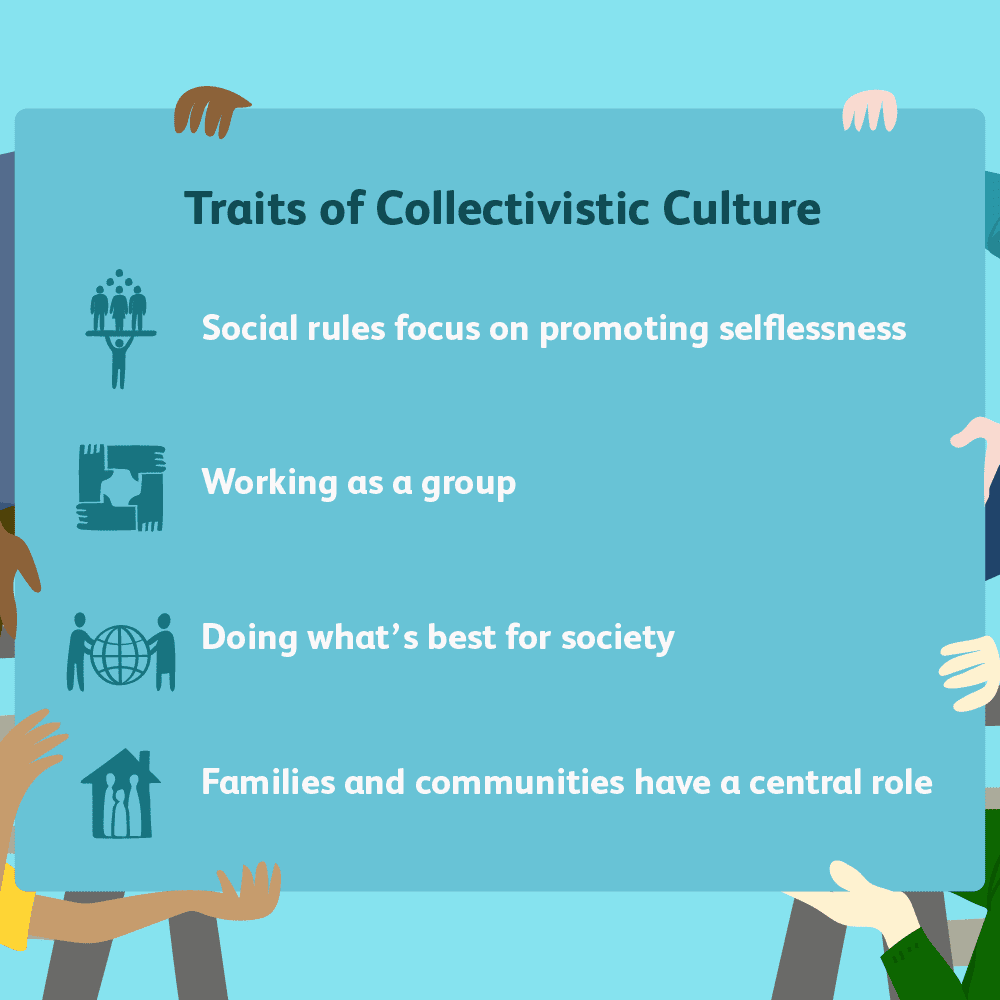 Traits of Collectivistic Culture
Social rules focus on promoting selflessness
Working as a group
Doing what’s best for society
Families and communities have a central role